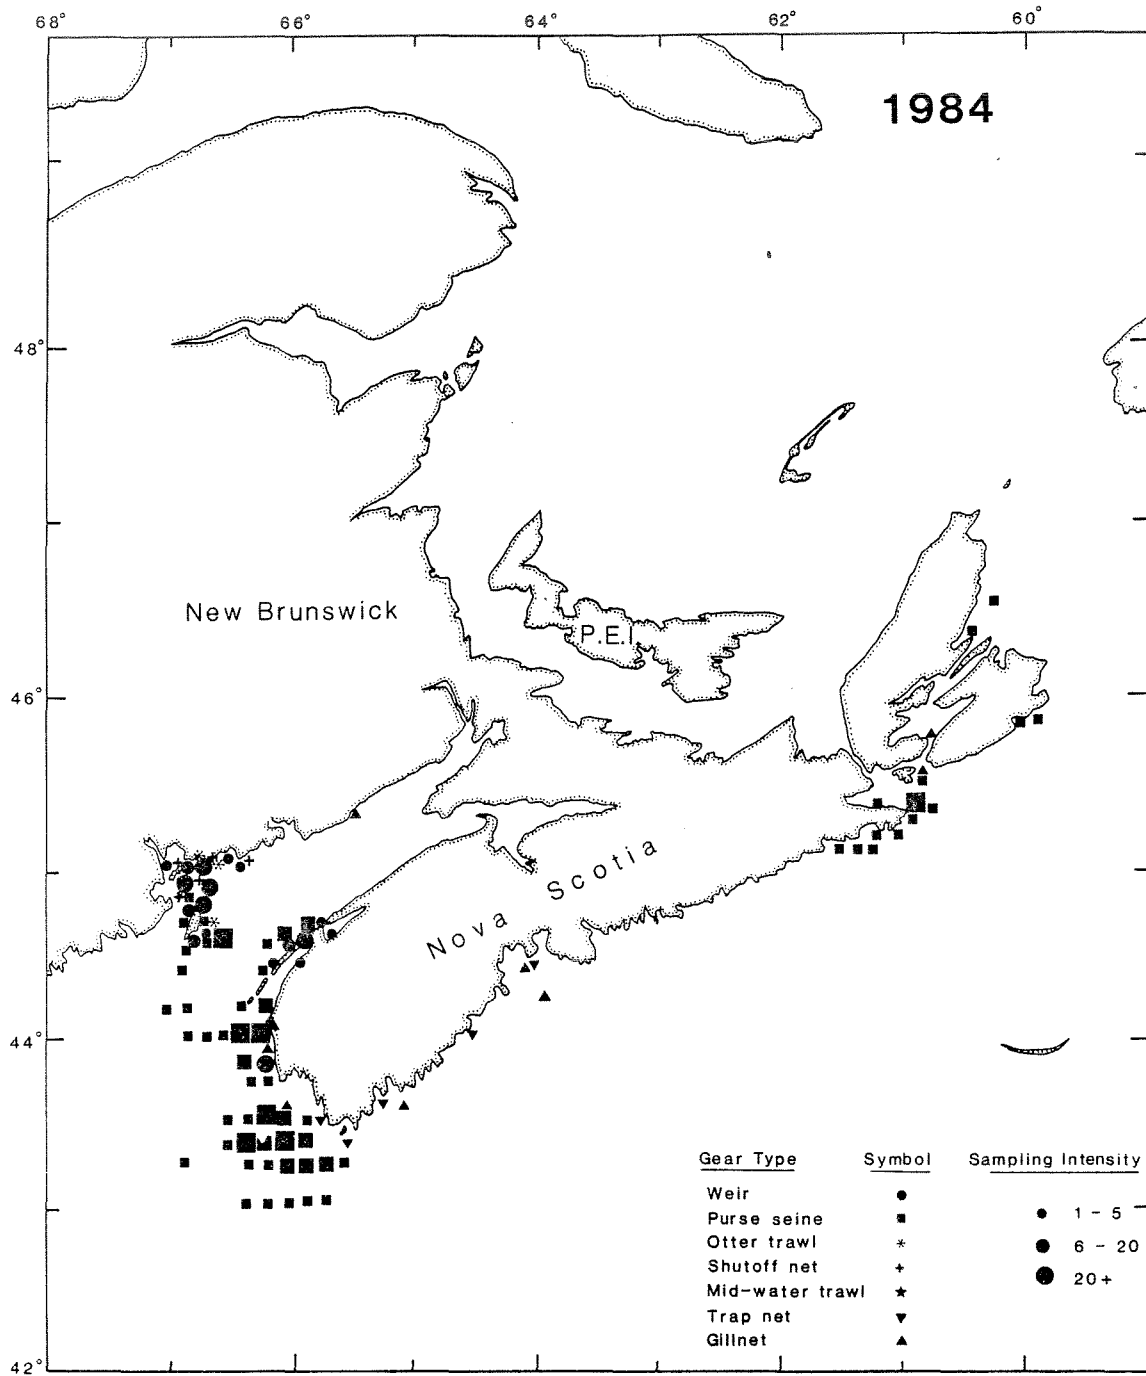 68° 66° 64° 62° 60°
1984
48°
New Brunswick
P.E.I.
46°
Nova Scotia
44°
Gear Type Symbol Sampling Intensity
Weir
Purse seine 1 - 5
Otter trawl
Shutoff net 6 - 20
Mid-water trawl 20+
Trap net
Gillnet
42°